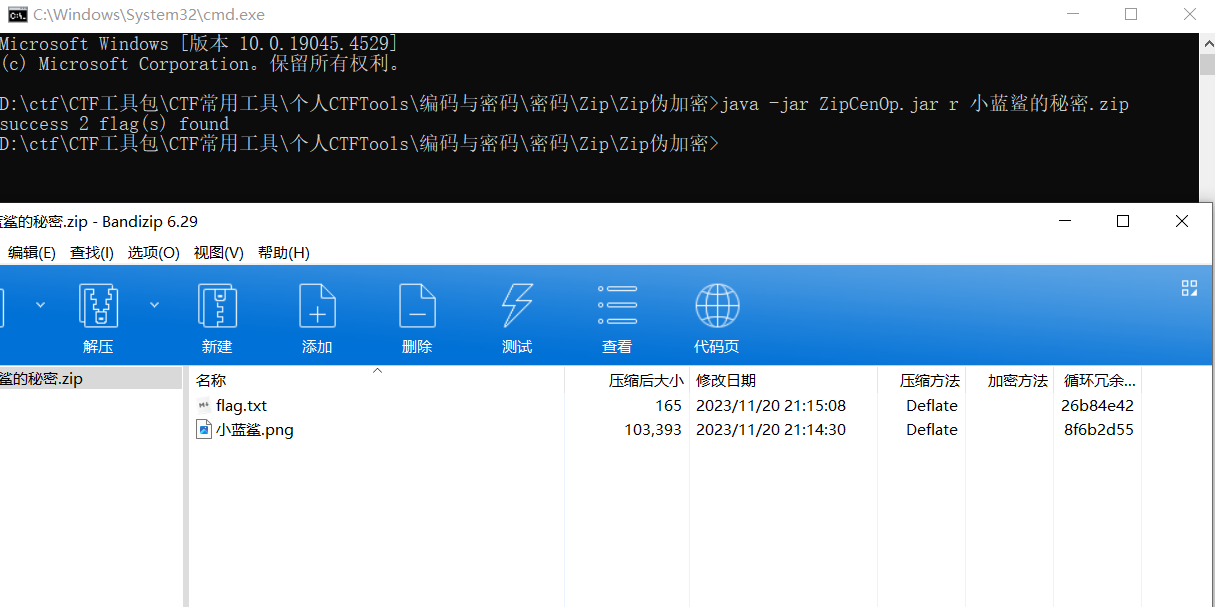 C:\Windows\System32\cmd.exe
Microsoft Windows [版本 10.0.19045.4529]
(c) Microsoft Corporation。保留所有权利。
D:\ctf\CTF工具包\CTF常用工具\个人CTFTools\编码与密码\密码\Zip\Zip伪加密>java -jar ZipCenOp.jar r 小蓝鲨的秘密.zip
success 2 flag(s) found
D:\ctf\CTF工具包\CTF常用工具\个人CTFTools\编码与密码\密码\Zip\Zip伪加密>
鲨的秘密.zip - Bandizip 6.29
编辑(E) 查找(I) 选项(O) 视图(V) 帮助(H)
解压 新建 添加 删除 测试 查看 代码页
鲨的秘密.zip 名称 压缩后大小 修改日期 压缩方法 加密方法 循环冗余...
flag.txt 165 2023/11/20 21:15:08 Deflate 26b84e42
小蓝鲨.png 103,393 2023/11/20 21:14:30 Deflate 8f6b2d55